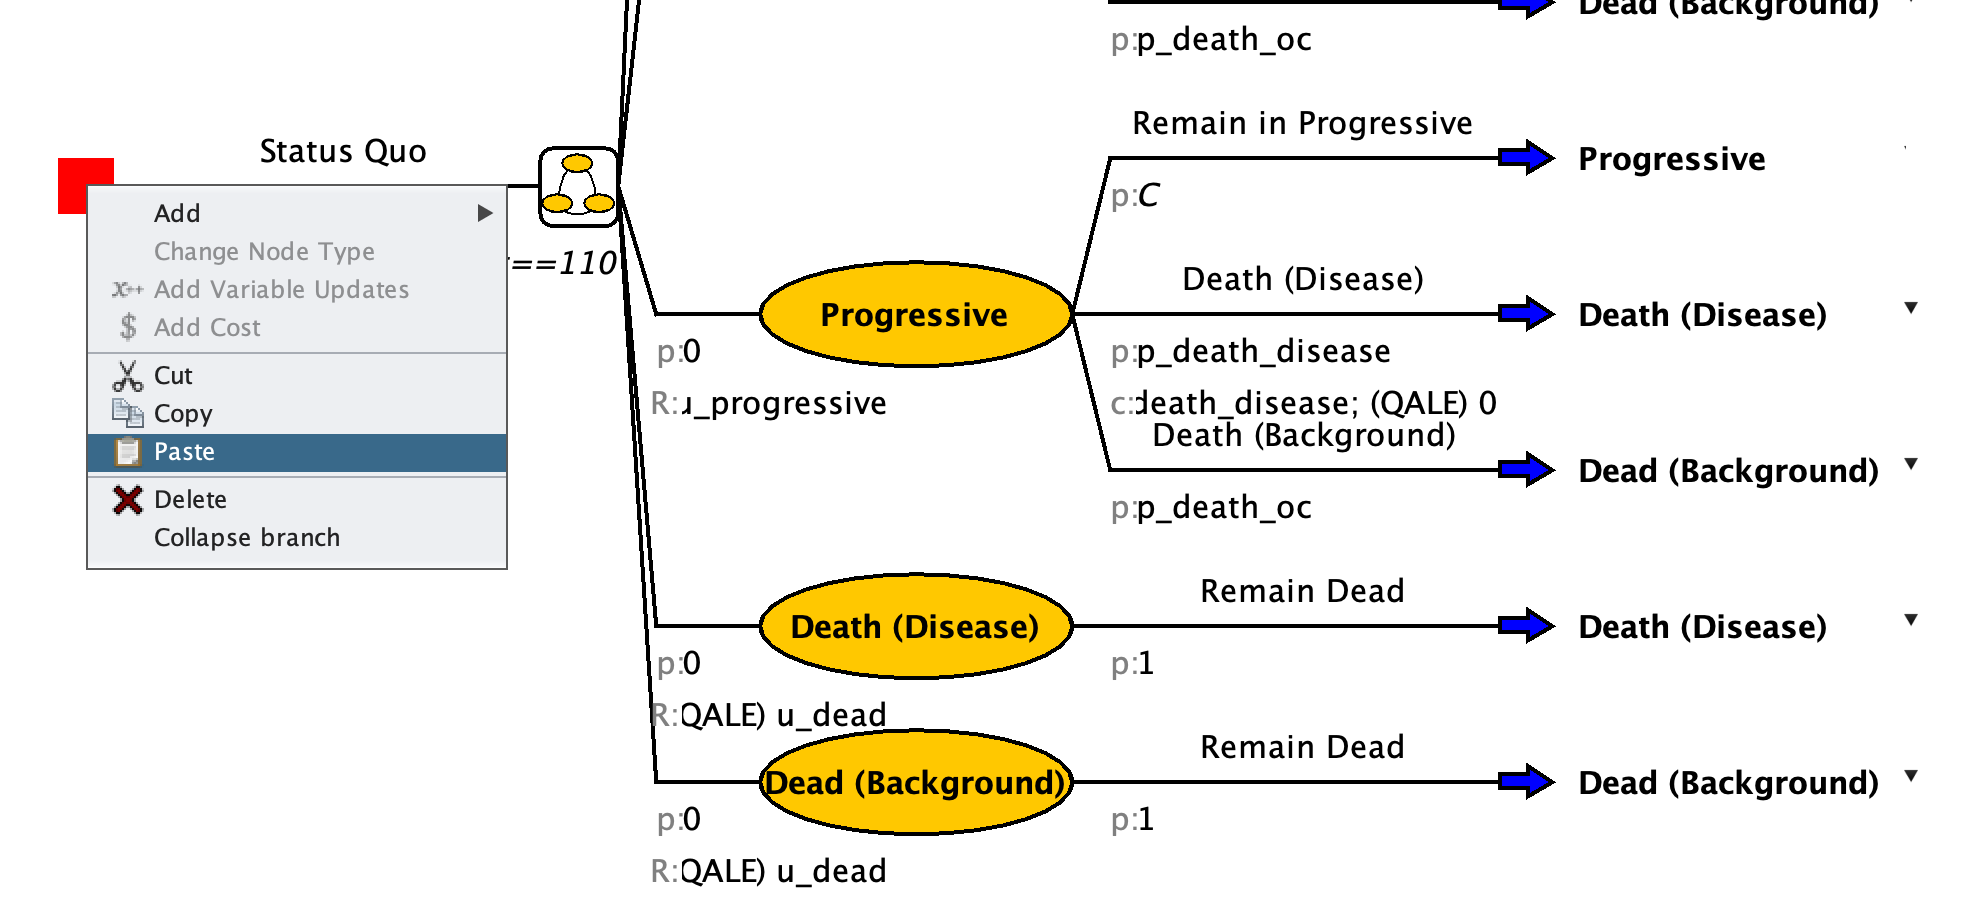 Dead (Background)
p:p_death_oc
Remain in Progressive
Progressive
p:C
Status Quo
==110
Add
Change Node Type
x++ Add Variable Updates
$ Add Cost
Cut
Copy
Paste
Delete
Collapse branch
Progressive
p:0
R:u_progressive
Death (Disease)
Death (Disease)
p:p_death_disease
c:death_disease; (QALE) 0
Death (Background)
Dead (Background)
p:p_death_oc
Death (Disease)
p:0
R:QALE) u_dead
Remain Dead
Death (Disease)
p:1
Dead (Background)
p:0
R:QALE) u_dead
Remain Dead
Dead (Background)
p:1